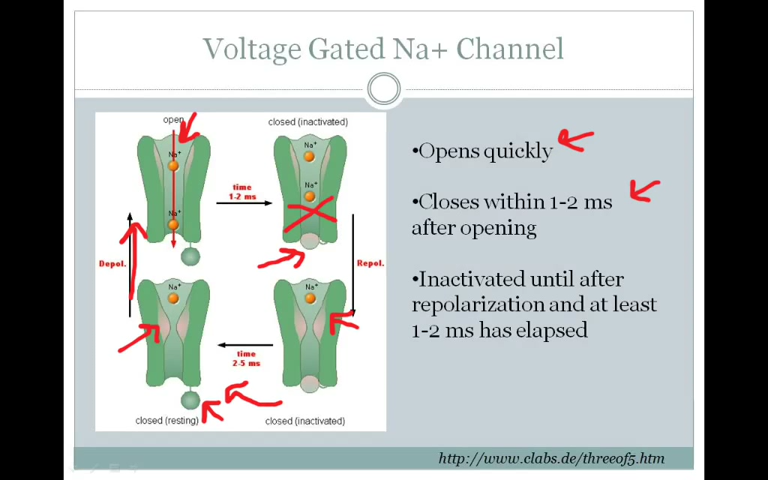 Voltage Gated Na+ Channel
open
closed (inactivated)
Na+
Na+
Na+
Na+
time
1-2 ms
Depol.
Repol.
Na+
Na+
time
2-5 ms
closed (resting)
closed (inactivated)
•Opens quickly
•Closes within 1-2 ms
after opening
•Inactivated until after
repolarization and at least
1-2 ms has elapsed
http://www.clabs.de/threeof5.htm